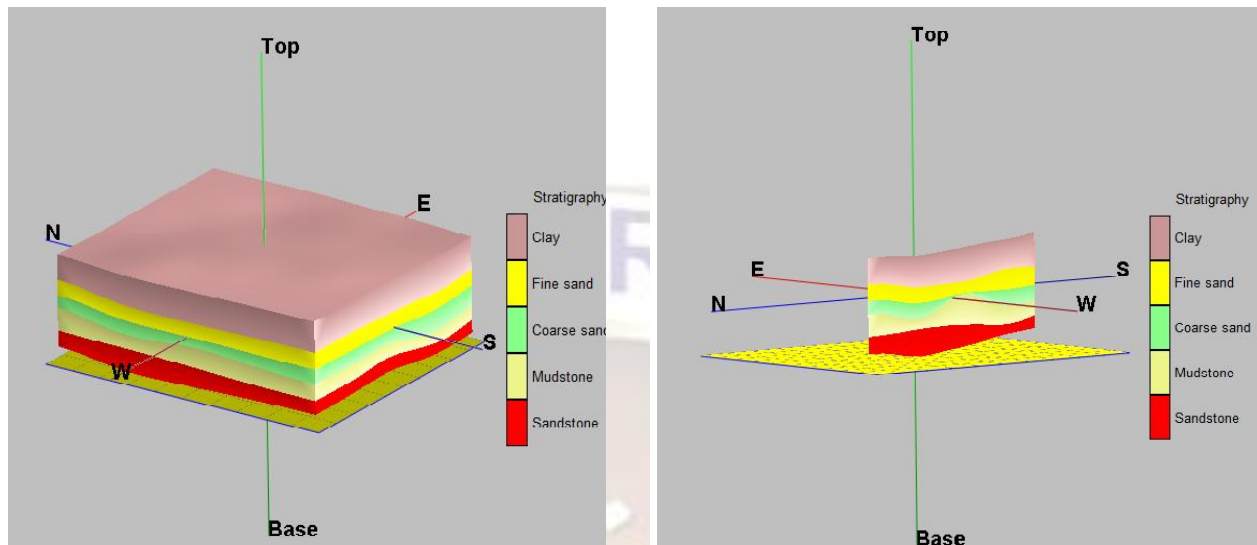 Top
N
E
S
W
Base
Stratigraphy
Clay
Fine sand
Coarse sand
Mudstone
Sandstone
Top
E
N
S
W
Base
Stratigraphy
Clay
Fine sand
Coarse sand
Mudstone
Sandstone